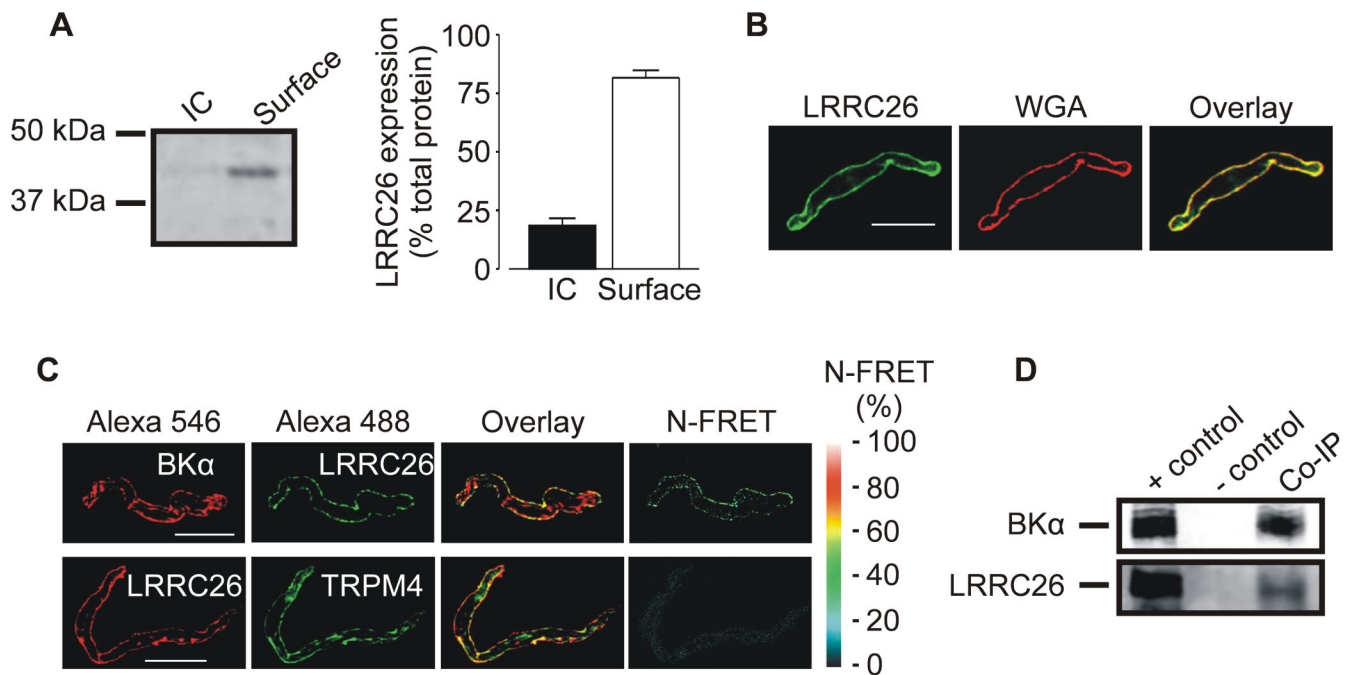 A
IC
Surface
50 kDa
37 kDa
LRRC26 expression
(% total protein)
100
75
50
25
0
IC
Surface
B
LRRC26
WGA
Overlay
C
Alexa 546
Alexa 488
Overlay
N-FRET
BKα
LRRC26
LRRC26
TRPM4
N-FRET
(%)
- 100
- 80
- 60
- 40
- 20
- 0
D
+ control
- control
Co-IP
BKα
LRRC26